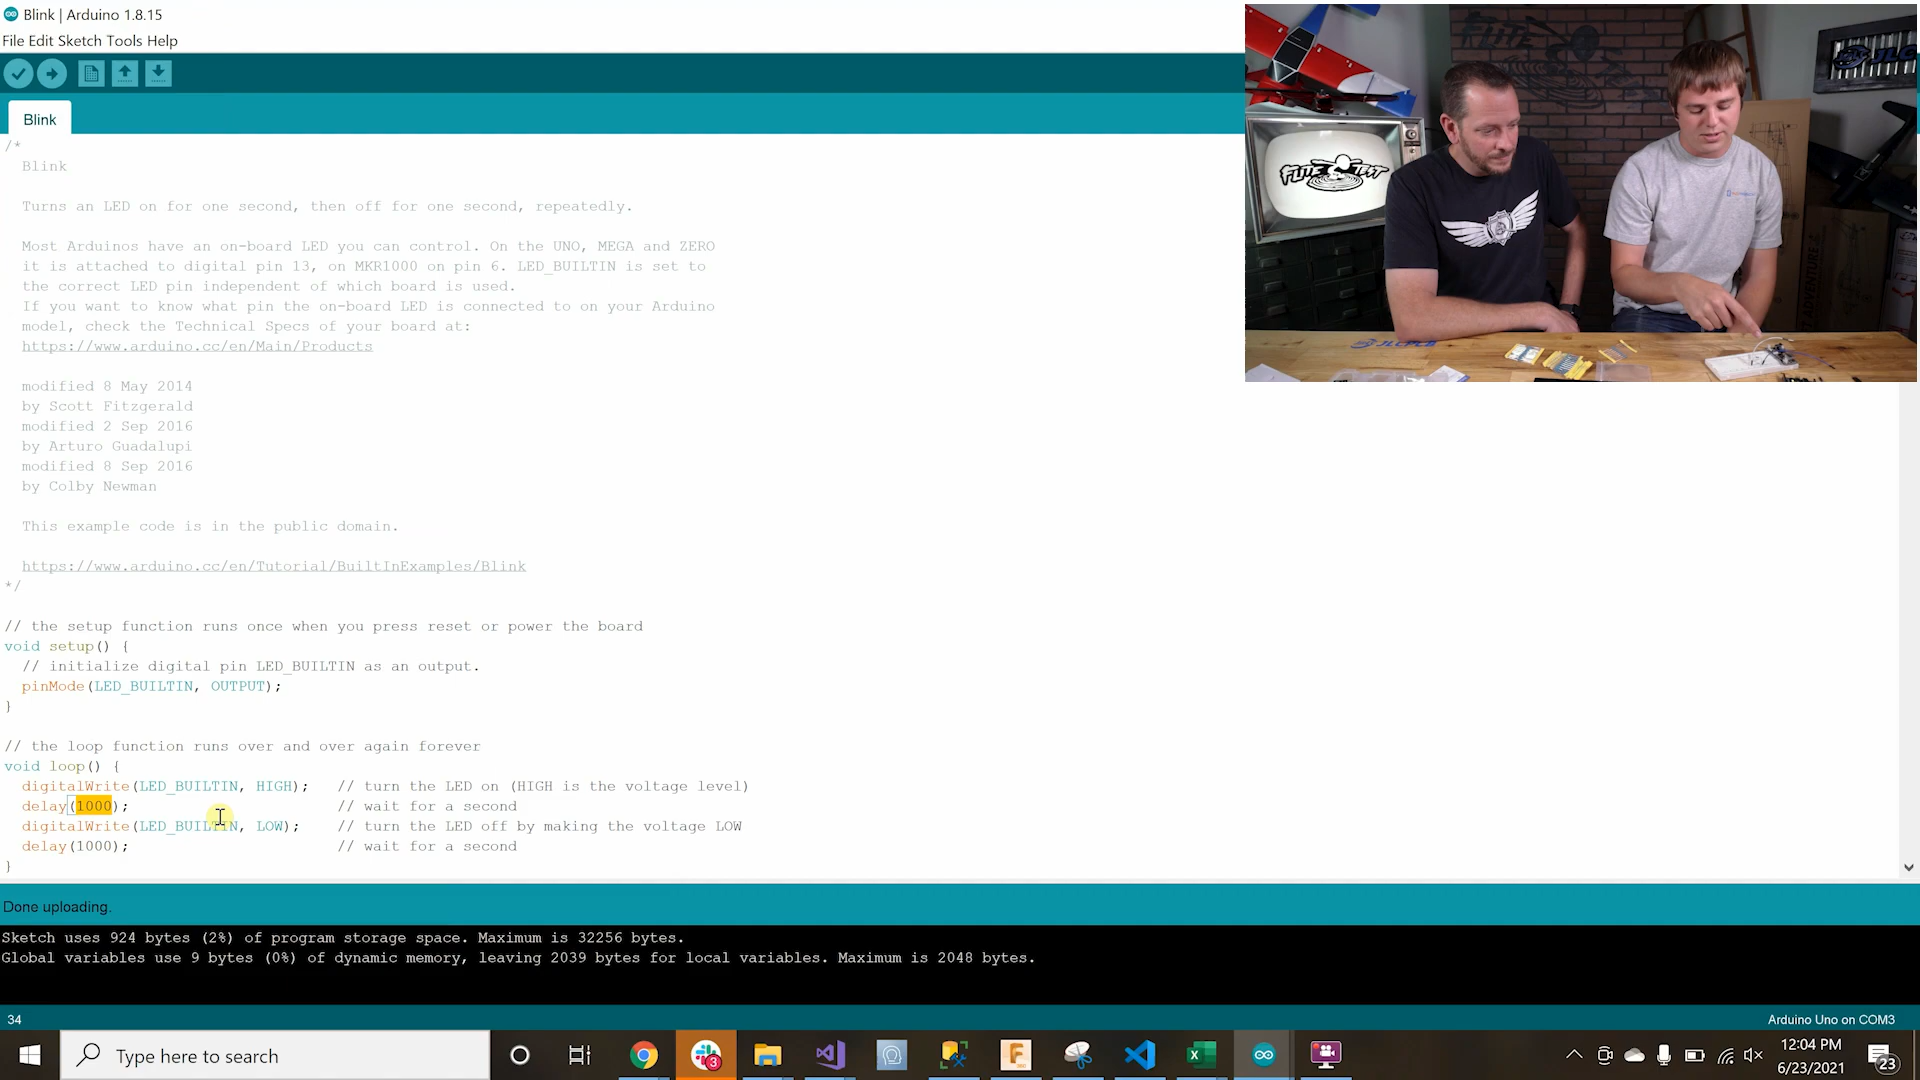 Blink | Arduino 1.8.15
File Edit Sketch Tools Help
Blink
/*
Blink
Turns an LED on for one second, then off for one second, repeatedly.
Most Arduinos have an on-board LED you can control. On the UNO, MEGA and ZERO
it is attached to digital pin 13, on MKR1000 on pin 6. LED_BUILTIN is set to
the correct LED pin independent of which board is used.
If you want to know what pin the on-board LED is connected to on your Arduino
model, check the Technical Specs of your board at:
https://www.arduino.cc/en/Main/Products
modified 8 May 2014
by Scott Fitzgerald
modified 2 Sep 2016
by Arturo Guadalupi
modified 8 Sep 2016
by Colby Newman
This example code is in the public domain.
https://www.arduino.cc/en/Tutorial/BuiltInExamples/Blink
*/
// the setup function runs once when you press reset or power the board
void setup() {
// initialize digital pin LED_BUILTIN as an output.
pinMode(LED_BUILTIN, OUTPUT);
}
// the loop function runs over and over again forever
void loop() {
digitalWrite(LED_BUILTIN, HIGH); // turn the LED on (HIGH is the voltage level)
delay(1000); // wait for a second
digitalWrite(LED_BUILTIN, LOW); // turn the LED off by making the voltage LOW
delay(1000); // wait for a second
}
FLITE TEST
FLITE
JLC
JLCPCB
ADVENTURE
Done uploading.
Sketch uses 924 bytes (2%) of program storage space. Maximum is 32256 bytes.
Global variables use 9 bytes (0%) of dynamic memory, leaving 2039 bytes for local variables. Maximum is 2048 bytes.
34
Arduino Uno on COM3
Type here to search
3
F
12:04 PM
6/23/2021
23